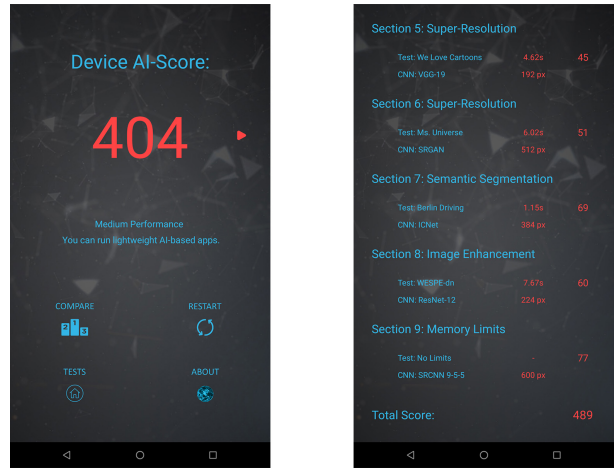 Device AI-Score:
404
Medium Performance
You can run lightweight AI-based apps.
COMPARE
RESTART
2 1 3
TESTS
ABOUT
Section 5: Super-Resolution
Test: We Love Cartoons 4.62s 45
CNN: VGG-19 192 px
Section 6: Super-Resolution
Test: Ms. Universe 6.02s 51
CNN: SRGAN 512 px
Section 7: Semantic Segmentation
Test: Berlin Driving 1.15s 69
CNN: ICNet 384 px
Section 8: Image Enhancement
Test: WESPE-dn 7.67s 60
CNN: ResNet-12 224 px
Section 9: Memory Limits
Test: No Limits - 77
CNN: SRCNN 9-5-5 600 px
Total Score: 489